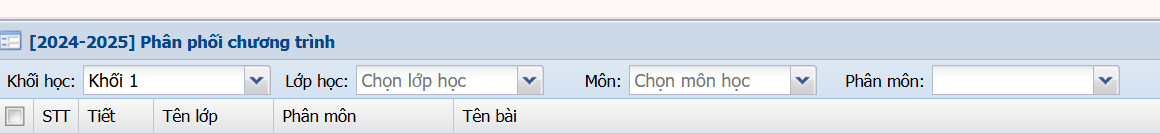 [2024-2025] Phân phối chương trình
Khối học: Khối 1 Lớp học: Chọn lớp học Môn: Chọn môn học Phân môn:
STT Tiết Tên lớp Phân môn Tên bài